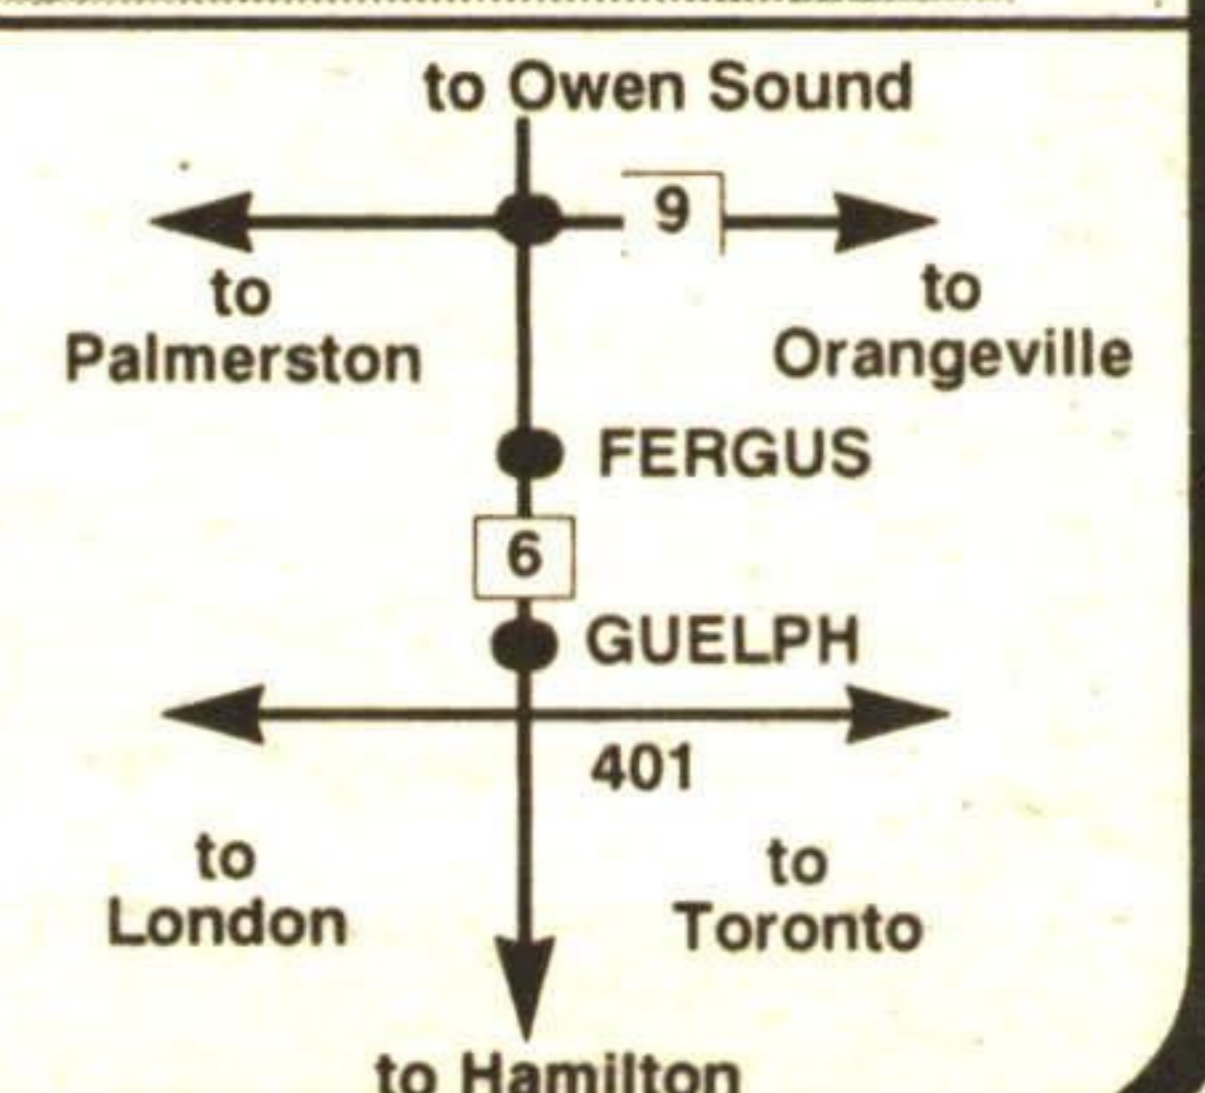 to Owen Sound
9
to
Palmerston
to
Orangeville
FERGUS
6
GUELPH
401
to
London
to
Toronto
to Hamilton